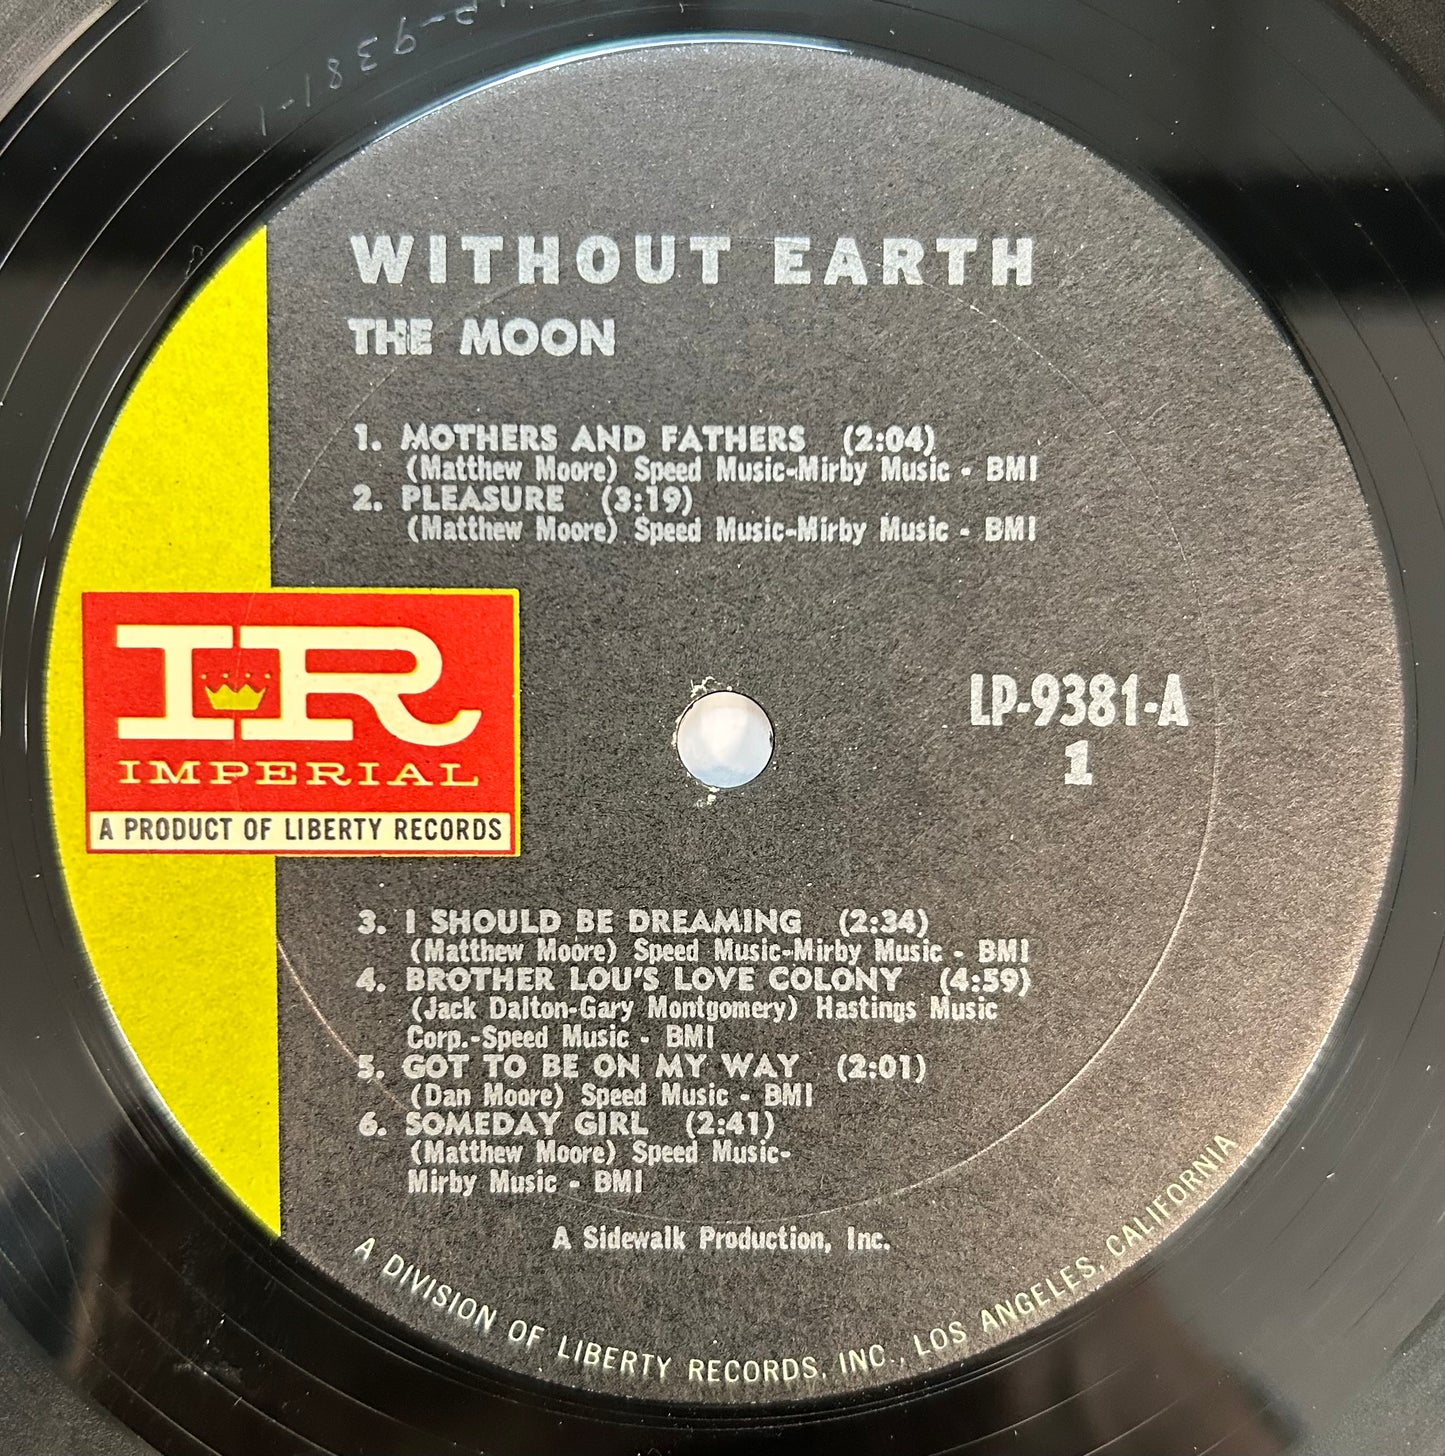 -9381-1
WITHOUT EARTH
THE MOON
1. MOTHERS AND FATHERS (2:04)
(Matthew Moore) Speed Music-Mirby Music - BMI
2. PLEASURE (3:19)
(Matthew Moore) Speed Music-Mirby Music - BMI
IR
IMPERIAL
A PRODUCT OF LIBERTY RECORDS
LP-9381-A
1
3. I SHOULD BE DREAMING (2:34)
(Matthew Moore) Speed Music-Mirby Music - BMI
4. BROTHER LOU'S LOVE COLONY (4:59)
(Jack Dalton-Gary Montgomery) Hastings Music
Corp.-Speed Music - BMI
5. GOT TO BE ON MY WAY (2:01)
(Dan Moore) Speed Music - BMI
6. SOMEDAY GIRL (2:41)
(Matthew Moore) Speed Music-
Mirby Music - BMI
A Sidewalk Production, Inc.
A DIVISION OF LIBERTY RECORDS, INC., LOS ANGELES, CALIFORNIA